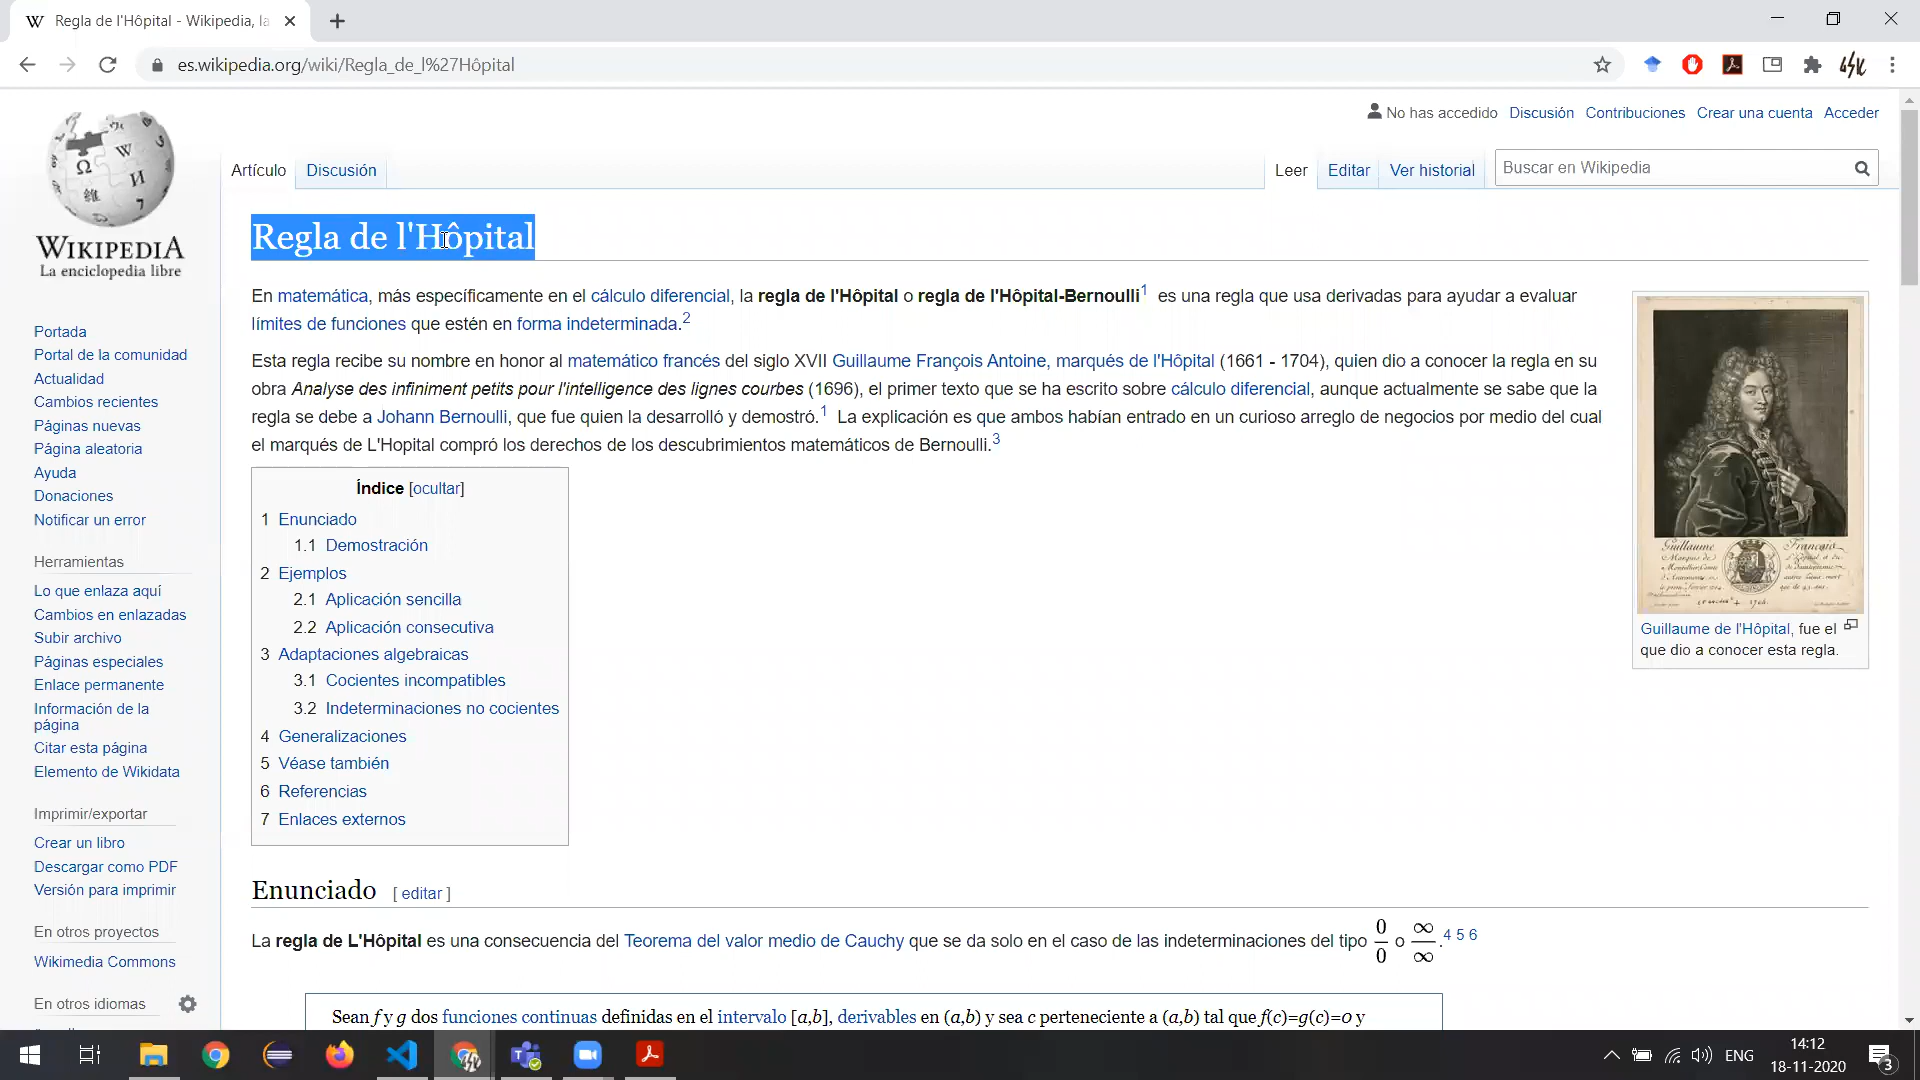 Regla de l'Hôpital - Wikipedia, la
es.wikipedia.org/wiki/Regla_de_l%27Hôpital
No has accedido Discusión Contribuciones Crear una cuenta Acceder
Artículo Discusión Leer Editar Ver historial Buscar en Wikipedia
WIKIPEDIA
La enciclopedia libre
Portada
Portal de la comunidad
Actualidad
Cambios recientes
Páginas nuevas
Página aleatoria
Ayuda
Donaciones
Notificar un error
Herramientas
Lo que enlaza aquí
Cambios en enlazadas
Subir archivo
Páginas especiales
Enlace permanente
Información de la
página
Citar esta página
Elemento de Wikidata
Imprimir/exportar
Crear un libro
Descargar como PDF
Versión para imprimir
En otros proyectos
Wikimedia Commons
En otros idiomas
Regla de l'Hôpital
En matemática, más específicamente en el cálculo diferencial, la regla de l'Hôpital o regla de l'Hôpital-Bernoulli1 es una regla que usa derivadas para ayudar a evaluar
límites de funciones que estén en forma indeterminada.2
Esta regla recibe su nombre en honor al matemático francés del siglo XVII Guillaume François Antoine, marqués de l'Hôpital (1661 - 1704), quien dio a conocer la regla en su
obra Analyse des infiniment petits pour l'intelligence des lignes courbes (1696), el primer texto que se ha escrito sobre cálculo diferencial, aunque actualmente se sabe que la
regla se debe a Johann Bernoulli, que fue quien la desarrolló y demostró.1 La explicación es que ambos habían entrado en un curioso arreglo de negocios por medio del cual
el marqués de L'Hopital compró los derechos de los descubrimientos matemáticos de Bernoulli.3
Guillaume François
Guillaume de l'Hôpital, fue el
que dio a conocer esta regla.
Índice [ocultar]
1 Enunciado
1.1 Demostración
2 Ejemplos
2.1 Aplicación sencilla
2.2 Aplicación consecutiva
3 Adaptaciones algebraicas
3.1 Cocientes incompatibles
3.2 Indeterminaciones no cocientes
4 Generalizaciones
5 Véase también
6 Referencias
7 Enlaces externos
Enunciado [ editar ]
La regla de L'Hôpital es una consecuencia del Teorema del valor medio de Cauchy que se da solo en el caso de las indeterminaciones del tipo 0/0 o ∞/∞.4 5 6
Sean f y g dos funciones continuas definidas en el intervalo [a,b], derivables en (a,b) y sea c perteneciente a (a,b) tal que f(c)=g(c)=0 y
ENG
14:12
18-11-2020
3